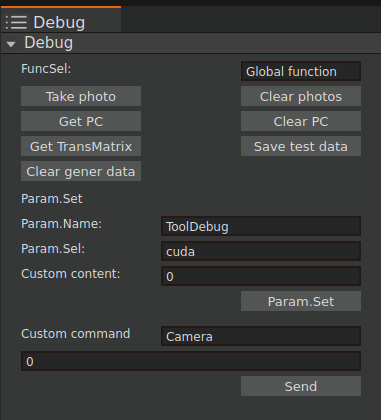 Debug
Debug
FuncSel: Global function
Take photo Clear photos
Get PC Clear PC
Get TransMatrix Save test data
Clear gener data
Param.Set
Param.Name: ToolDebug
Param.Sel: cuda
Custom content: 0
Param.Set
Custom command Camera
0
Send